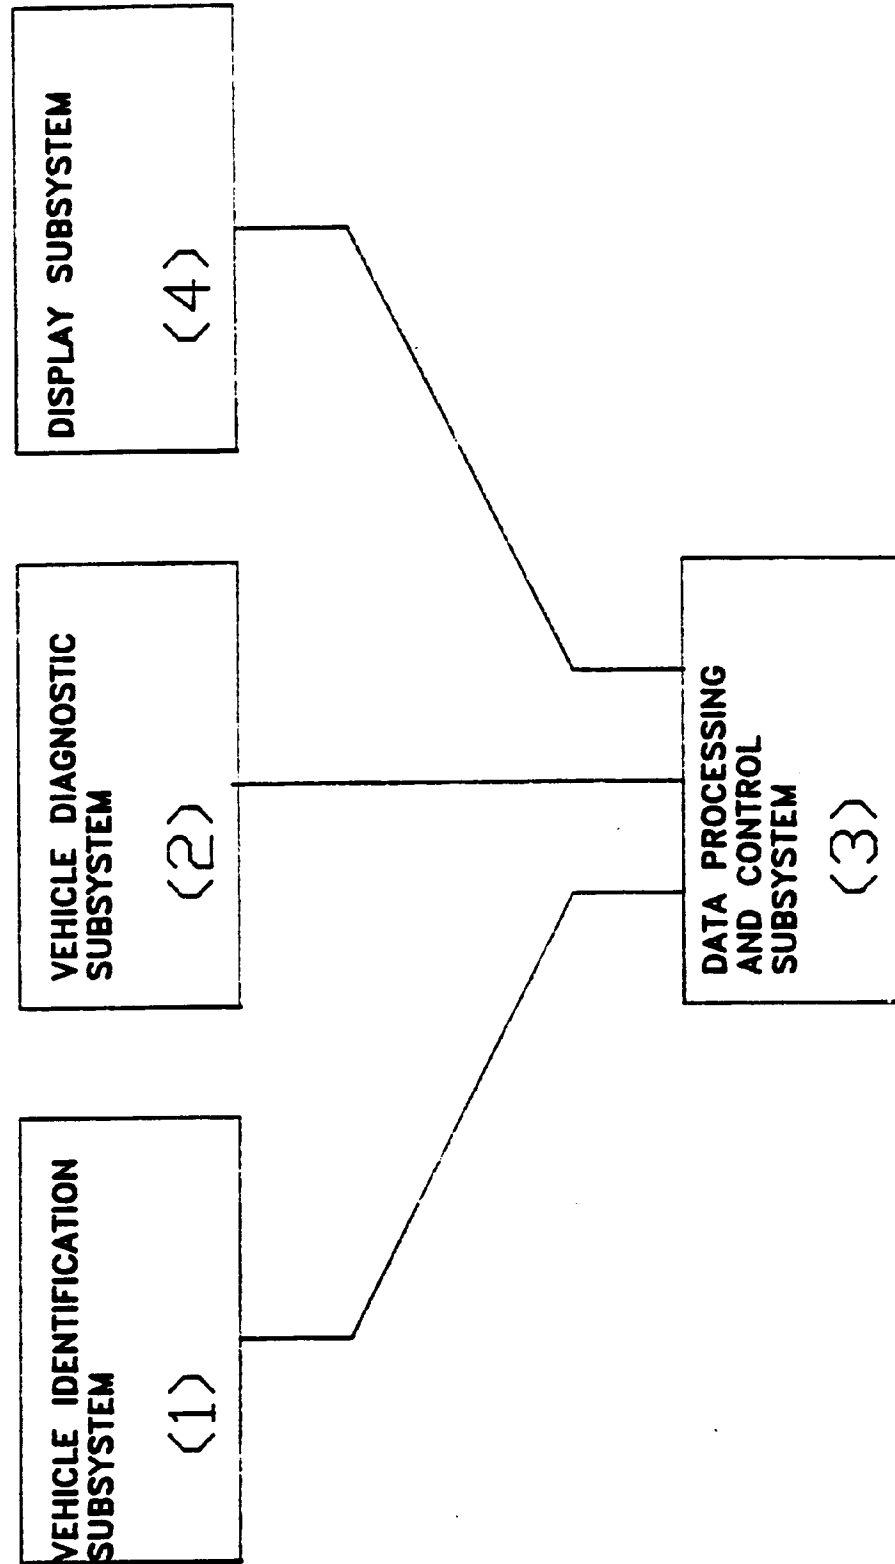 VEHICLE IDENTIFICATION
SUBSYSTEM
(1)
VEHICLE DIAGNOSTIC
SUBSYSTEM
(2)
DISPLAY SUBSYSTEM
(4)
DATA PROCESSING
AND CONTROL
SUBSYSTEM
(3)